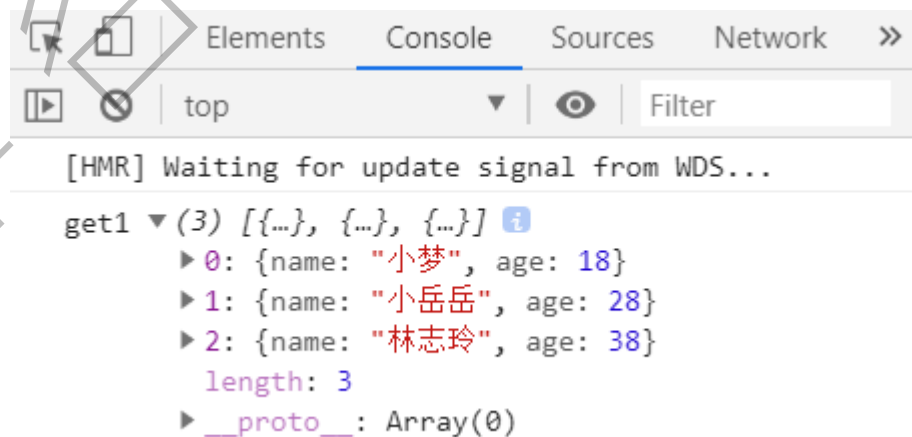 Elements Console Sources Network »
top ▼ Filter
[HMR] Waiting for update signal from WDS...
get1 ▼ (3) [{…}, {…}, {…}] i
▶ 0: {name: "小梦", age: 18}
▶ 1: {name: "小岳岳", age: 28}
▶ 2: {name: "林志玲", age: 38}
length: 3
▶ __proto__: Array(0)